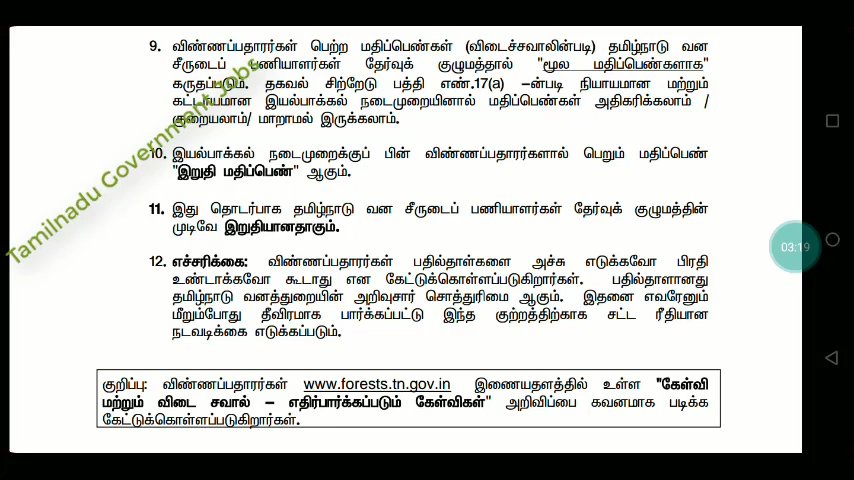 9. விண்ணப்பதாரர்கள் பெற்ற மதிப்பெண்கள் (விடைச்சவாலின்படி) தமிழ்நாடு வன
சீருடைப் பணியாளர்கள் தேர்வுக் குழுமத்தால் "மூல மதிப்பெண்களாக"
கருதப்படும். தகவல் சிற்றேடு பத்தி எண்.17(a) –ன்படி நியாயமான மற்றும்
கட்டாயமான இயல்பாக்கல் நடைமுறையினால் மதிப்பெண்கள் அதிகரிக்கலாம் /
குறையலாம்/ மாறாமல் இருக்கலாம்.
10. இயல்பாக்கல் நடைமுறைக்குப் பின் விண்ணப்பதாரர்களால் பெறும் மதிப்பெண்
"இறுதி மதிப்பெண்" ஆகும்.
11. இது தொடர்பாக தமிழ்நாடு வன சீருடைப் பணியாளர்கள் தேர்வுக் குழுமத்தின்
முடிவே இறுதியானதாகும்.
12. எச்சரிக்கை: விண்ணப்பதாரர்கள் பதில்தாள்களை அச்சு எடுக்கவோ பிரதி
உண்டாக்கவோ கூடாது என கேட்டுக்கொள்ளப்படுகிறார்கள். பதில்தாளானது
தமிழ்நாடு வனத்துறையின் அறிவுசார் சொத்துரிமை ஆகும். இதனை எவரேனும்
மீறும்போது தீவிரமாக பார்க்கப்பட்டு இந்த குற்றத்திற்காக சட்ட ரீதியான
நடவடிக்கை எடுக்கப்படும்.
குறிப்பு: விண்ணப்பதாரர்கள் www.forests.tn.gov.in இணையதளத்தில் உள்ள "கேள்வி
மற்றும் விடை சவால் – எதிர்பார்க்கப்படும் கேள்விகள்" அறிவிப்பை கவனமாக படிக்க
கேட்டுக்கொள்ளப்படுகிறார்கள்.
Tamilnadu Government Jobs
03:19